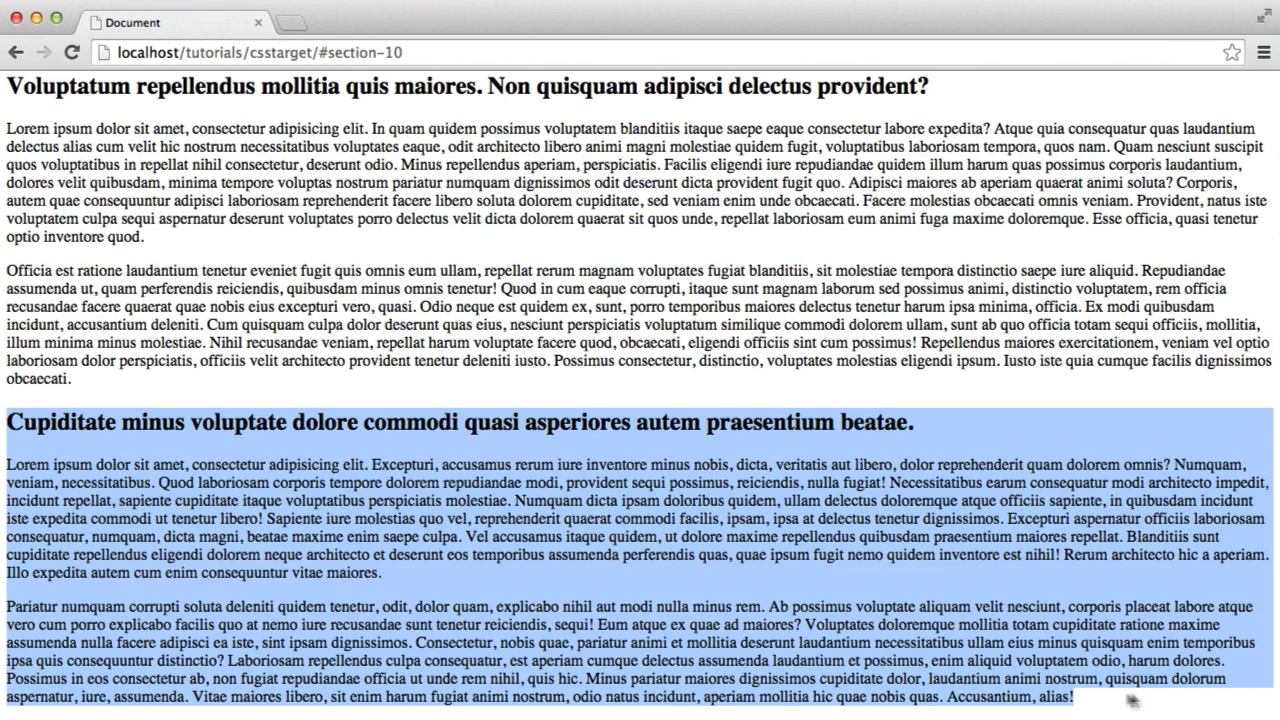 Document
localhost/tutorials/csstarget/#section-10
Voluptatum repellendus mollitia quis maiores. Non quisquam adipisci delectus provident?
Lorem ipsum dolor sit amet, consectetur adipisicing elit. In quam quidem possimus voluptatem blanditiis itaque saepe eaque consectetur labore expedita? Atque quia consequatur quas laudantium
delectus alias cum velit hic nostrum necessitatibus voluptates eaque, odit architecto libero animi magni molestiae quidem fugit, voluptatibus laboriosam tempora, quos nam. Quam nesciunt suscipit
quos voluptatibus in repellat nihil consectetur, deserunt odio. Minus repellendus aperiam, perspiciatis. Facilis eligendi iure repudiandae quidem illum harum quas possimus corporis laudantium,
dolores velit quibusdam, minima tempore voluptas nostrum pariatur numquam dignissimos odit deserunt dicta provident fugit quo. Adipisci maiores ab aperiam quaerat animi soluta? Corporis,
autem quae consequuntur adipisci laboriosam reprehenderit facere libero soluta dolorem cupiditate, sed veniam enim unde obcaecati. Facere molestias obcaecati omnis veniam. Provident, natus iste
voluptatem culpa sequi aspernatur deserunt voluptates porro delectus velit dicta dolorem quaerat sit quos unde, repellat laboriosam eum animi fuga maxime doloremque. Esse officia, quasi tenetur
optio inventore quod.
Officia est ratione laudantium tenetur eveniet fugit quis omnis eum ullam, repellat rerum magnam voluptates fugiat blanditiis, sit molestiae tempora distinctio saepe iure aliquid. Repudiandae
assumenda ut, quam perferendis reiciendis, quibusdam minus omnis tenetur! Quod in cum eaque corrupti, itaque sunt magnam laborum sed possimus animi, distinctio voluptatem, rem officia
recusandae facere quaerat quae nobis eius excepturi vero, quasi. Odio neque est quidem ex, sunt, porro temporibus maiores delectus tenetur harum ipsa minima, officia. Ex modi quibusdam
incidunt, accusantium deleniti. Cum quisquam culpa dolor deserunt quas eius, nesciunt perspiciatis voluptatum similique commodi dolorem ullam, sunt ab quo officia totam sequi officiis, mollitia,
illum minima minus molestiae. Nihil recusandae veniam, repellat harum voluptate facere quod, obcaecati, eligendi officiis sint cum possimus! Repellendus maiores exercitationem, veniam vel optio
laboriosam dolor perspiciatis, officiis velit architecto provident tenetur deleniti iusto. Possimus consectetur, distinctio, voluptates molestias eligendi ipsum. Iusto iste quia cumque facilis dignissimos
obcaecati.
Cupiditate minus voluptate dolore commodi quasi asperiores autem praesentium beatae.
Lorem ipsum dolor sit amet, consectetur adipisicing elit. Excepturi, accusamus rerum iure inventore minus nobis, dicta, veritatis aut libero, dolor reprehenderit quam dolorem omnis? Numquam,
veniam, necessitatibus. Quod laboriosam corporis tempore dolorem repudiandae modi, provident sequi possimus, reiciendis, nulla fugiat! Necessitatibus earum consequatur modi architecto impedit,
incidunt repellat, sapiente cupiditate itaque voluptatibus perspiciatis molestiae. Numquam dicta ipsam doloribus quidem, ullam delectus doloremque atque officiis sapiente, in quibusdam incidunt
iste expedita commodi ut tenetur libero! Sapiente iure molestias quo vel, reprehenderit quaerat commodi facilis, ipsam, ipsa at delectus tenetur dignissimos. Excepturi aspernatur officiis laboriosam
consequatur, numquam, dicta magni, beatae maxime enim saepe culpa. Vel accusamus itaque quidem, ut dolore maxime repellendus quibusdam praesentium maiores repellat. Blanditiis sunt
cupiditate repellendus eligendi dolorem neque architecto et deserunt eos temporibus assumenda perferendis quas, quae ipsum fugit nemo quidem inventore est nihil! Rerum architecto hic a aperiam.
Illo expedita autem cum enim consequuntur vitae maiores.
Pariatur numquam corrupti soluta deleniti quidem tenetur, odit, dolor quam, explicabo nihil aut modi nulla minus rem. Ab possimus voluptate aliquam velit nesciunt, corporis placeat labore atque
vero cum porro explicabo facilis quo at nemo iure recusandae sunt tenetur reiciendis, sequi! Eum atque ex quae ad maiores? Voluptates doloremque mollitia totam cupiditate ratione maxime
assumenda nulla facere adipisci ea iste, sint ipsam dignissimos. Consectetur, nobis quae, pariatur animi et mollitia deserunt laudantium necessitatibus ullam eius minus quisquam enim temporibus
ipsa quis consequuntur distinctio? Laboriosam repellendus culpa consequatur, est aperiam cumque delectus assumenda laudantium et possimus, enim aliquid voluptatem odio, harum dolores.
Possimus in eos consectetur ab, non fugiat repudiandae officia ut unde rem nihil, quis hic. Minus pariatur maiores dignissimos cupiditate dolor, laudantium animi nostrum, quisquam dolorum
aspernatur, iure, assumenda. Vitae maiores libero, sit enim harum fugiat animi nostrum, odio natus incidunt, aperiam mollitia hic quae nobis quas. Accusantium, alias!